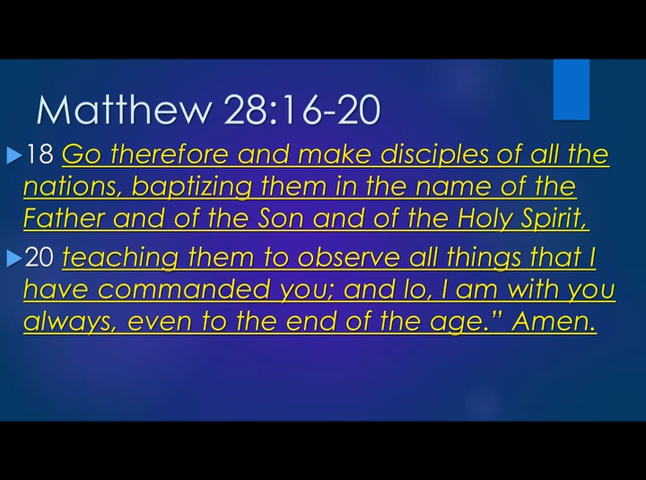 Matthew 28:16-20
18 Go therefore and make disciples of all the
nations, baptizing them in the name of the
Father and of the Son and of the Holy Spirit,
20 teaching them to observe all things that I
have commanded you; and lo, I am with you
always, even to the end of the age.” Amen.